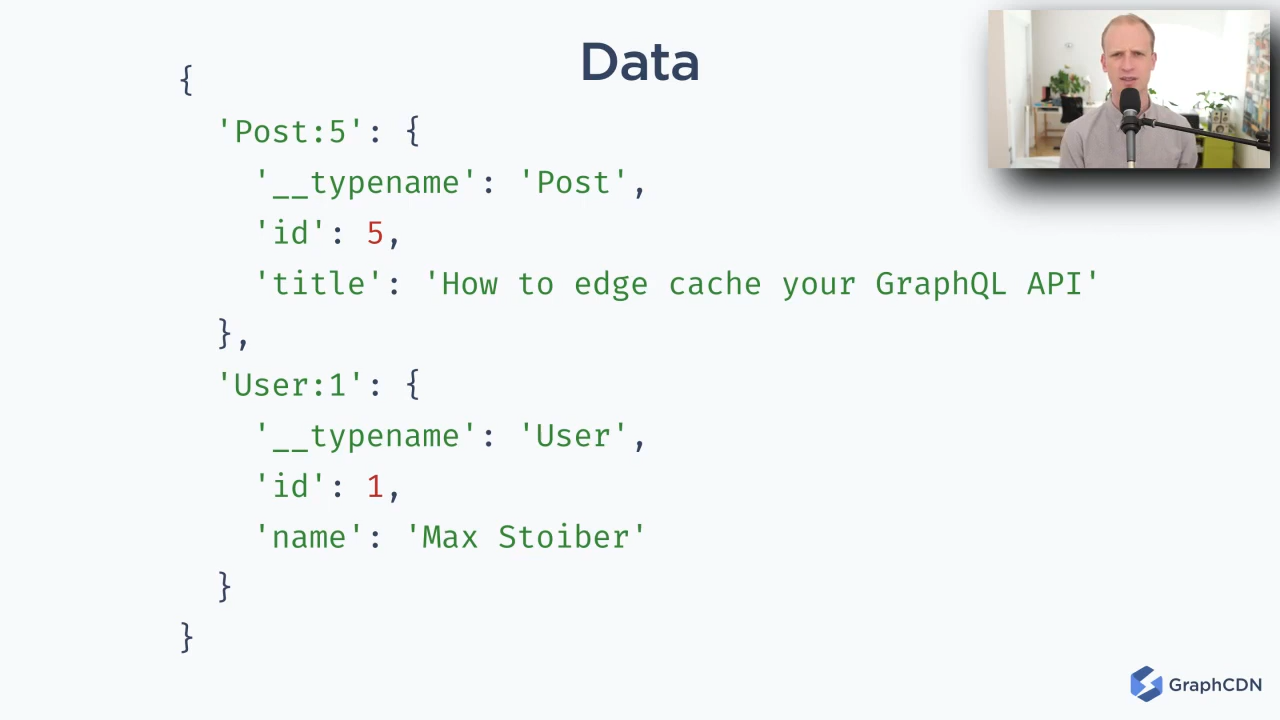 Data
{
'Post:5': {
'__typename': 'Post',
'id': 5,
'title': 'How to edge cache your GraphQL API'
},
'User:1': {
'__typename': 'User',
'id': 1,
'name': 'Max Stoiber'
}
}
GraphCDN